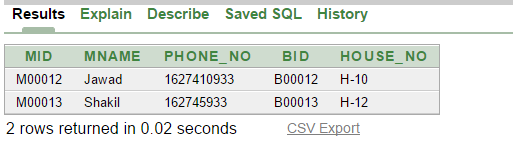 Results Explain Describe Saved SQL History
MID MNAME PHONE_NO BID HOUSE_NO
M00012 Jawad 1627410933 B00012 H-10
M00013 Shakil 162745933 B00013 H-12
2 rows returned in 0.02 seconds CSV Export